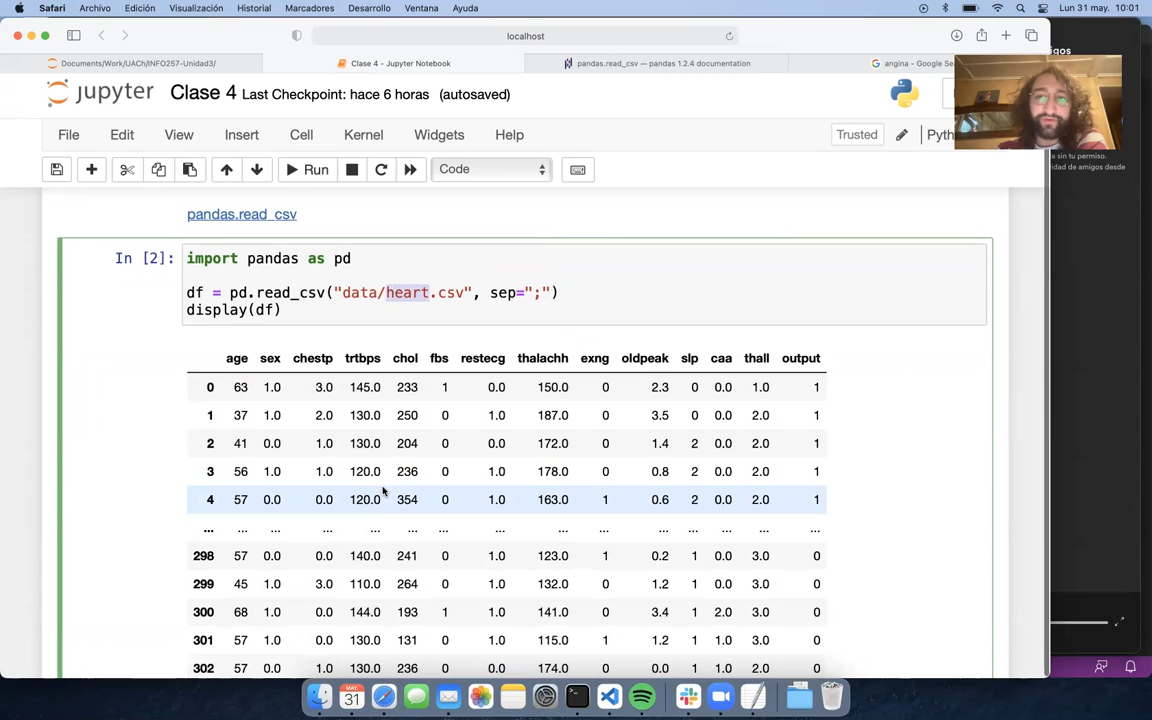 Safari Archivo Edición Visualización Historial Marcadores Desarrollo Ventana Ayuda Lun 31 may. 10:01
localhost
Documents/Work/UACh/INFO257-Unidad3/ Clase 4 - Jupyter Notebook pandas.read_csv — pandas 1.2.4 documentation angina - Google Se
igos
jupyter Clase 4 Last Checkpoint: hace 6 horas (autosaved)
File Edit View Insert Cell Kernel Widgets Help Trusted Pyth
a sin tu permiso.
vidad de amigos desde
Run Code
pandas.read_csv
In [2]: import pandas as pd
df = pd.read_csv("data/heart.csv", sep=";")
display(df)
age sex chestp trtbps chol fbs restecg thalachh exng oldpeak slp caa thall output
0 63 1.0 3.0 145.0 233 1 0.0 150.0 0 2.3 0 0.0 1.0 1
1 37 1.0 2.0 130.0 250 0 1.0 187.0 0 3.5 0 0.0 2.0 1
2 41 0.0 1.0 130.0 204 0 0.0 172.0 0 1.4 2 0.0 2.0 1
3 56 1.0 1.0 120.0 236 0 1.0 178.0 0 0.8 2 0.0 2.0 1
4 57 0.0 0.0 120.0 354 0 1.0 163.0 1 0.6 2 0.0 2.0 1
... ... ... ... ... ... ... ... ... ... ... ... ... ... ...
298 57 0.0 0.0 140.0 241 0 1.0 123.0 1 0.2 1 0.0 3.0 0
299 45 1.0 3.0 110.0 264 0 1.0 132.0 0 1.2 1 0.0 3.0 0
300 68 1.0 0.0 144.0 193 1 1.0 141.0 0 3.4 1 2.0 3.0 0
301 57 1.0 0.0 130.0 131 0 1.0 115.0 1 1.2 1 1.0 3.0 0
302 57 0.0 1.0 130.0 236 0 0.0 174.0 0 0.0 1 1.0 2.0 0
MAY.
31